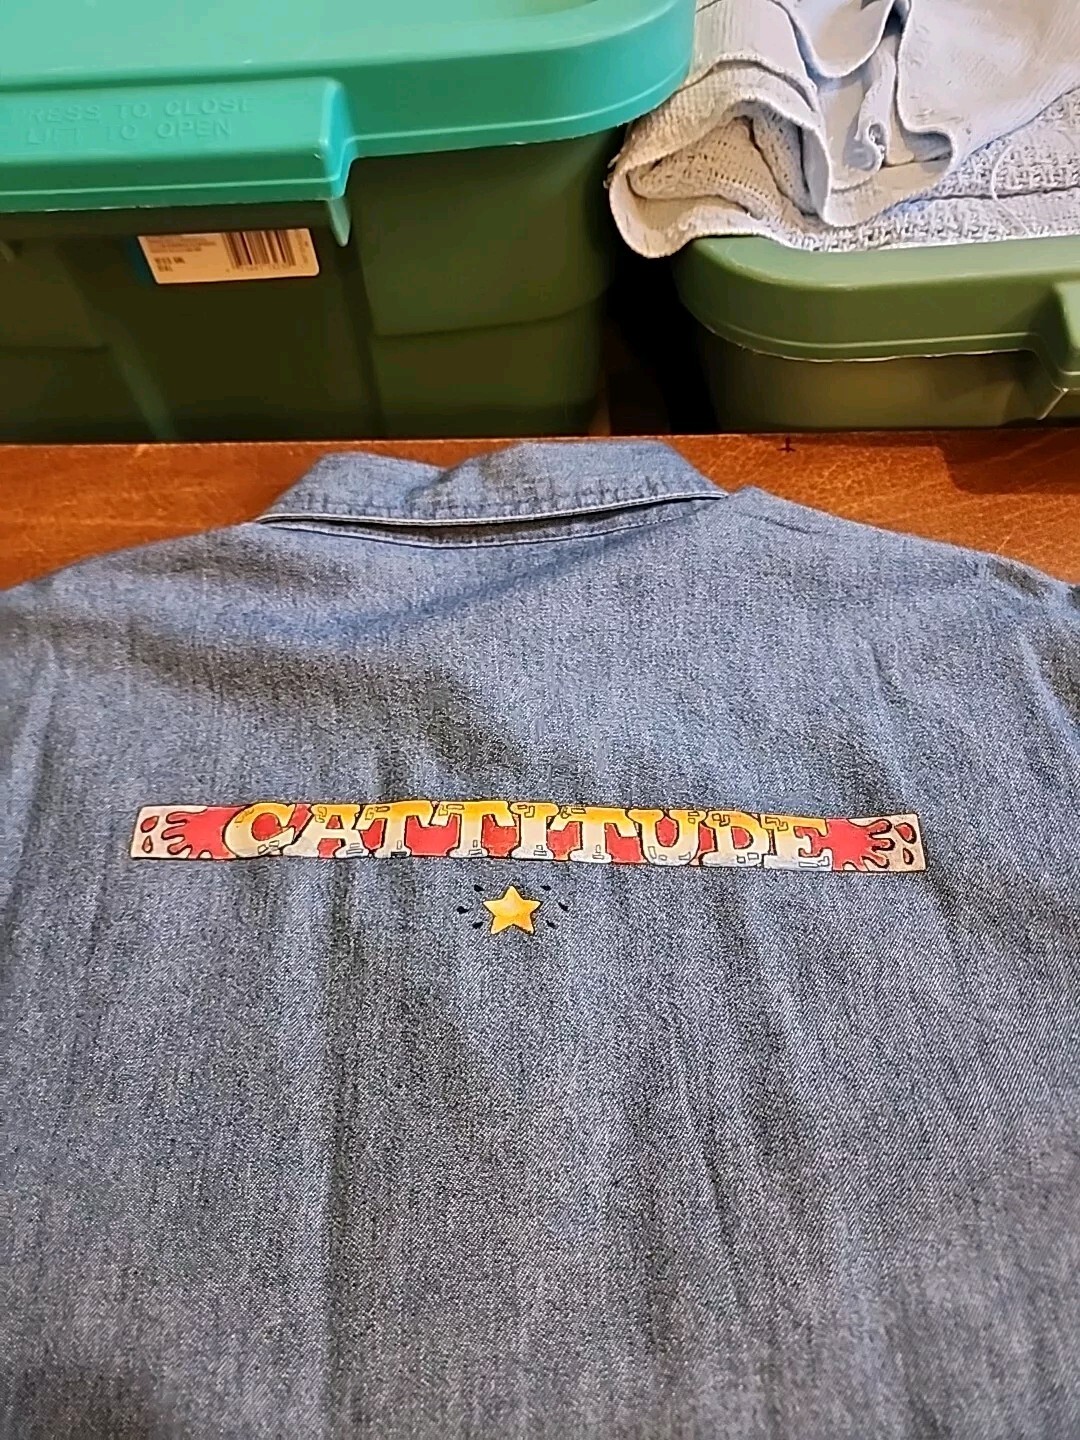 PRESS TO CLOSE
LIFT TO OPEN
CATTITUDE